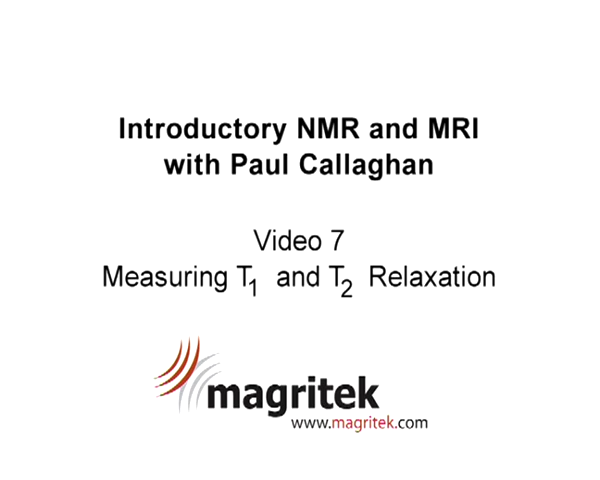 Introductory NMR and MRI
with Paul Callaghan
Video 7
Measuring T1 and T2 Relaxation
magritek
www.magritek.com